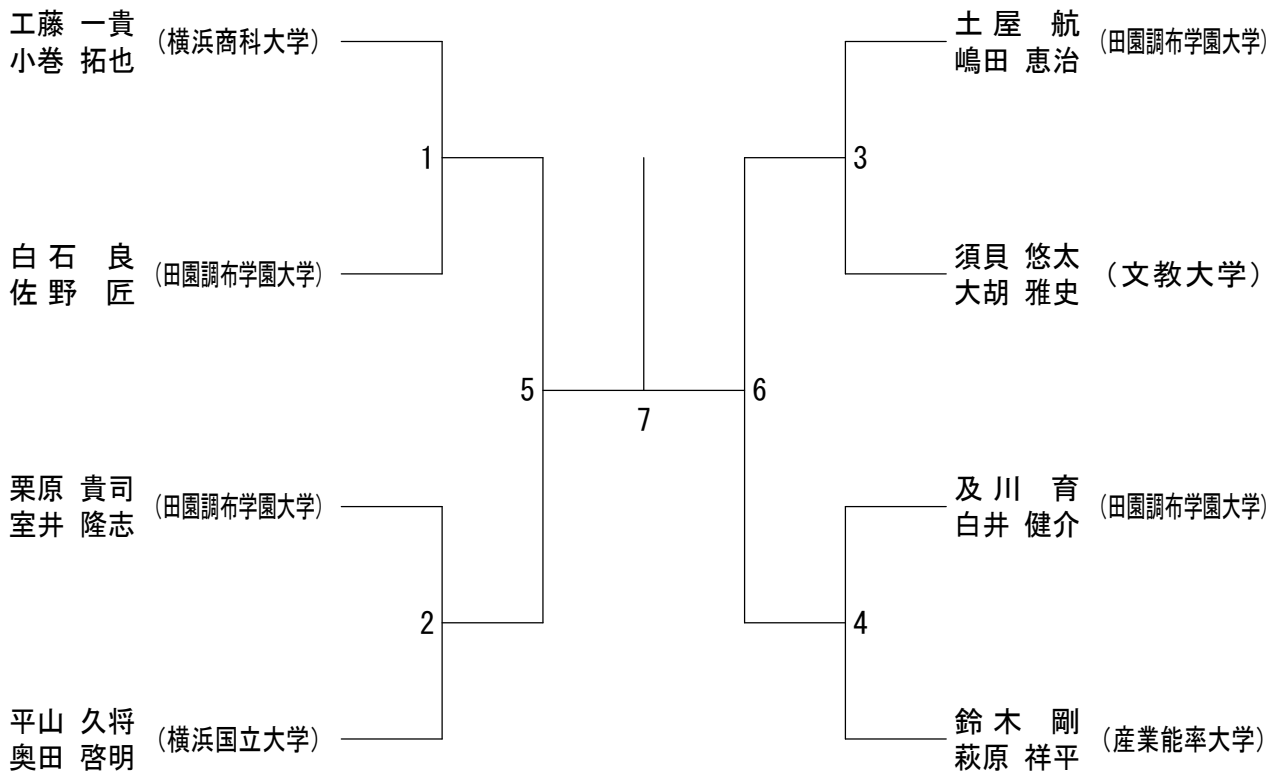 工藤 一貴
小巻 拓也
(横浜商科大学)
1
白石 良
佐野 匠
(田園調布学園大学)
5
栗原 貴司
室井 隆志
(田園調布学園大学)
2
平山 久将
奥田 啓明
(横浜国立大学)
7
土屋 航
嶋田 恵治
(田園調布学園大学)
3
須貝 悠太
大胡 雅史
(文教大学)
6
及川 育
白井 健介
(田園調布学園大学)
4
鈴木 剛
萩原 祥平
(産業能率大学)